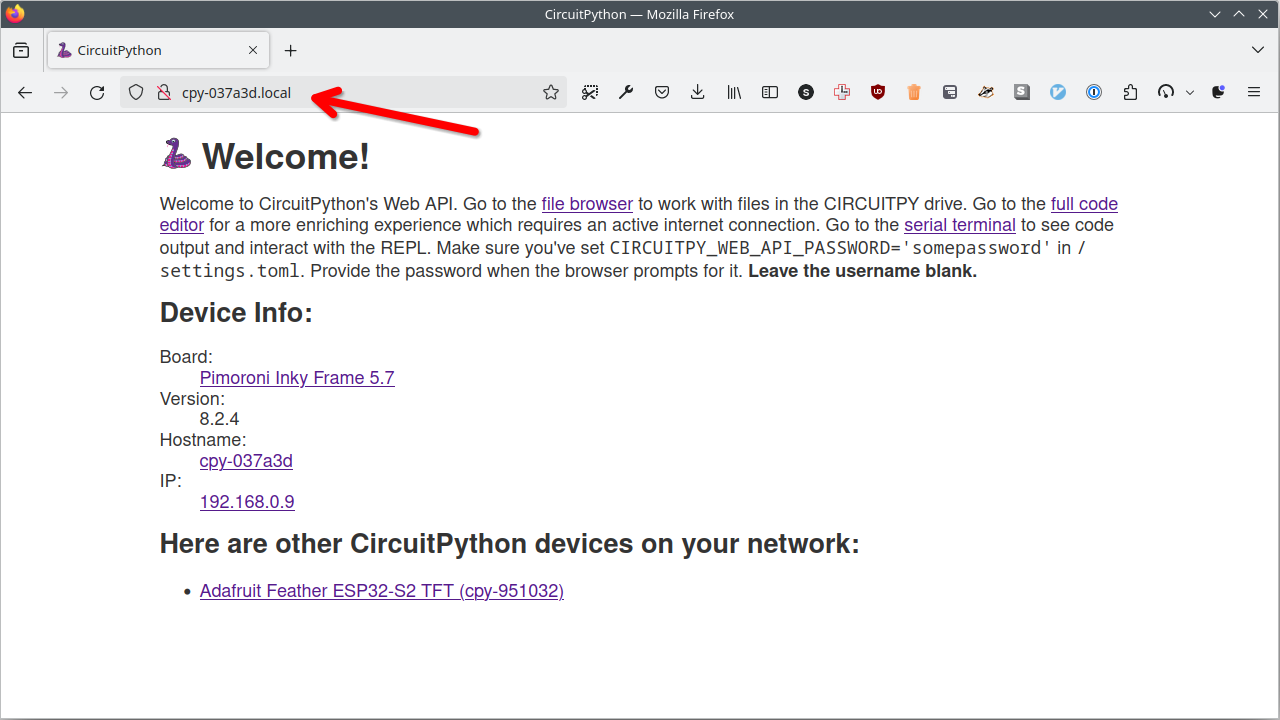 CircuitPython — Mozilla Firefox
CircuitPython
cpy-037a3d.local
Welcome!
Welcome to CircuitPython's Web API. Go to the file browser to work with files in the CIRCUITPY drive. Go to the full code
editor for a more enriching experience which requires an active internet connection. Go to the serial terminal to see code
output and interact with the REPL. Make sure you've set CIRCUITPY_WEB_API_PASSWORD='somepassword' in /
settings.toml. Provide the password when the browser prompts for it. Leave the username blank.
Device Info:
Board:
Pimoroni Inky Frame 5.7
Version:
8.2.4
Hostname:
cpy-037a3d
IP:
192.168.0.9
Here are other CircuitPython devices on your network:
• Adafruit Feather ESP32-S2 TFT (cpy-951032)